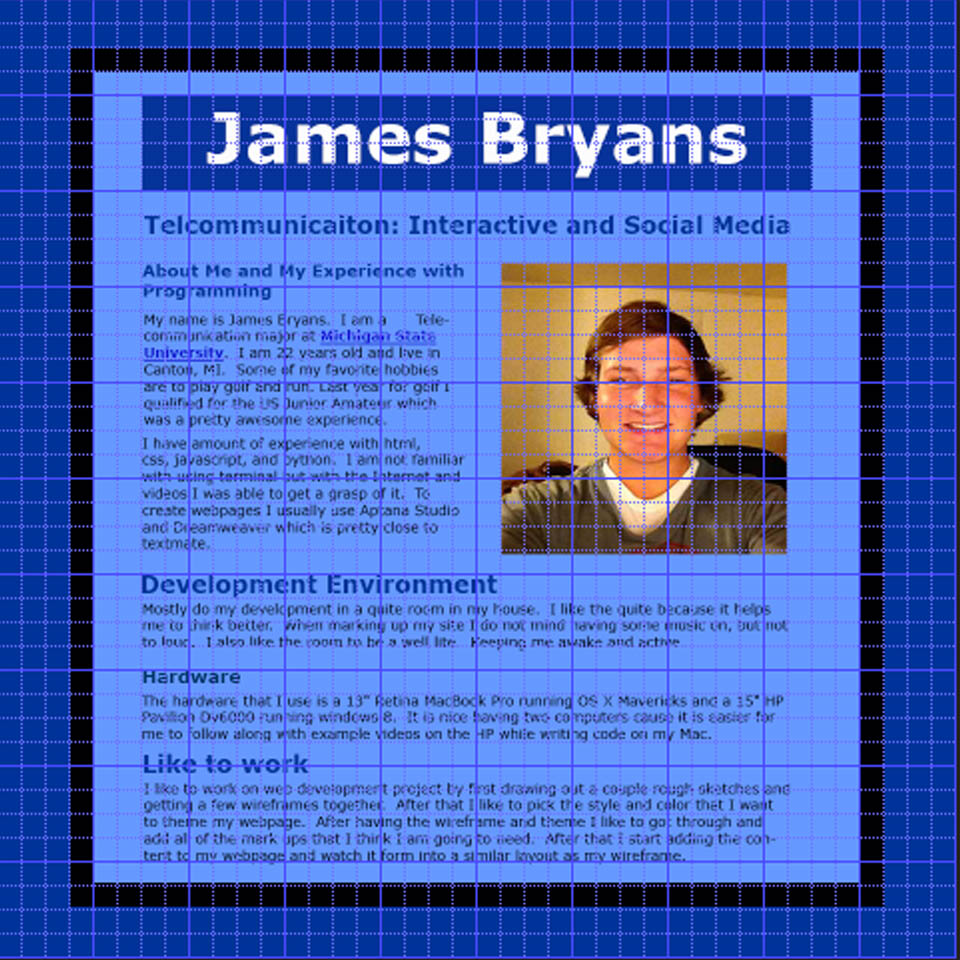 James Bryans
Telcommunicaiton: Interactive and Social Media
About Me and My Experience with
Programming
My name is James Bryans. I am a Tele-
communication major at Michigan State
University. I am 22 years old and live in
Canton, MI. Some of my favorite hobbies
are to play golf and run. Last year for golf I
qualified for the US Junior Amateur which
was a pretty awesome experience.
I have amount of experience with html,
css, javascript, and python. I am not familiar
with using terminal but with the Internet and
videos I was able to get a grasp of it. To
create webpages I usually use Aptana Studio
and Dreamweaver which is pretty close to
textmate.
Development Environment
Mostly do my development in a quite room in my house. I like the quite because it helps
me to think better. When marking up my site I do not mind having some music on, but not
to loud. I also like the room to be a well lite. Keeping me awake and active
Hardware
The hardware that I use is a 13" Retina MacBook Pro running OS X Mavericks and a 15" HP
Pavilion Dv6000 running windows 8. It is nice having two computers cause it is easier for
me to follow along with example videos on the HP while writing code on my Mac.
Like to work
I like to work on web development project by first drawing out a couple rough sketches and
getting a few wireframes together. After that I like to pick the style and color that I want
to theme my webpage. After having the wireframe and theme I like to go through and
add all of the mark ups that I think I am going to need. After that I start adding the con-
tent to my webpage and watch it form into a similar layout as my wireframe.